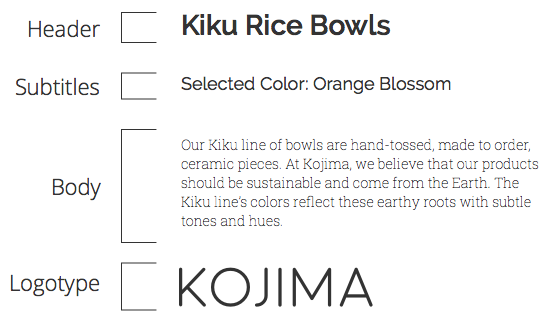 Header
Kiku Rice Bowls
Subtitles
Selected Color: Orange Blossom
Body
Our Kiku line of bowls are hand-tossed, made to order,
ceramic pieces. At Kojima, we believe that our products
should be sustainable and come from the Earth. The
Kiku line's colors reflect these earthy roots with subtle
tones and hues.
Logotype
KOJIMA